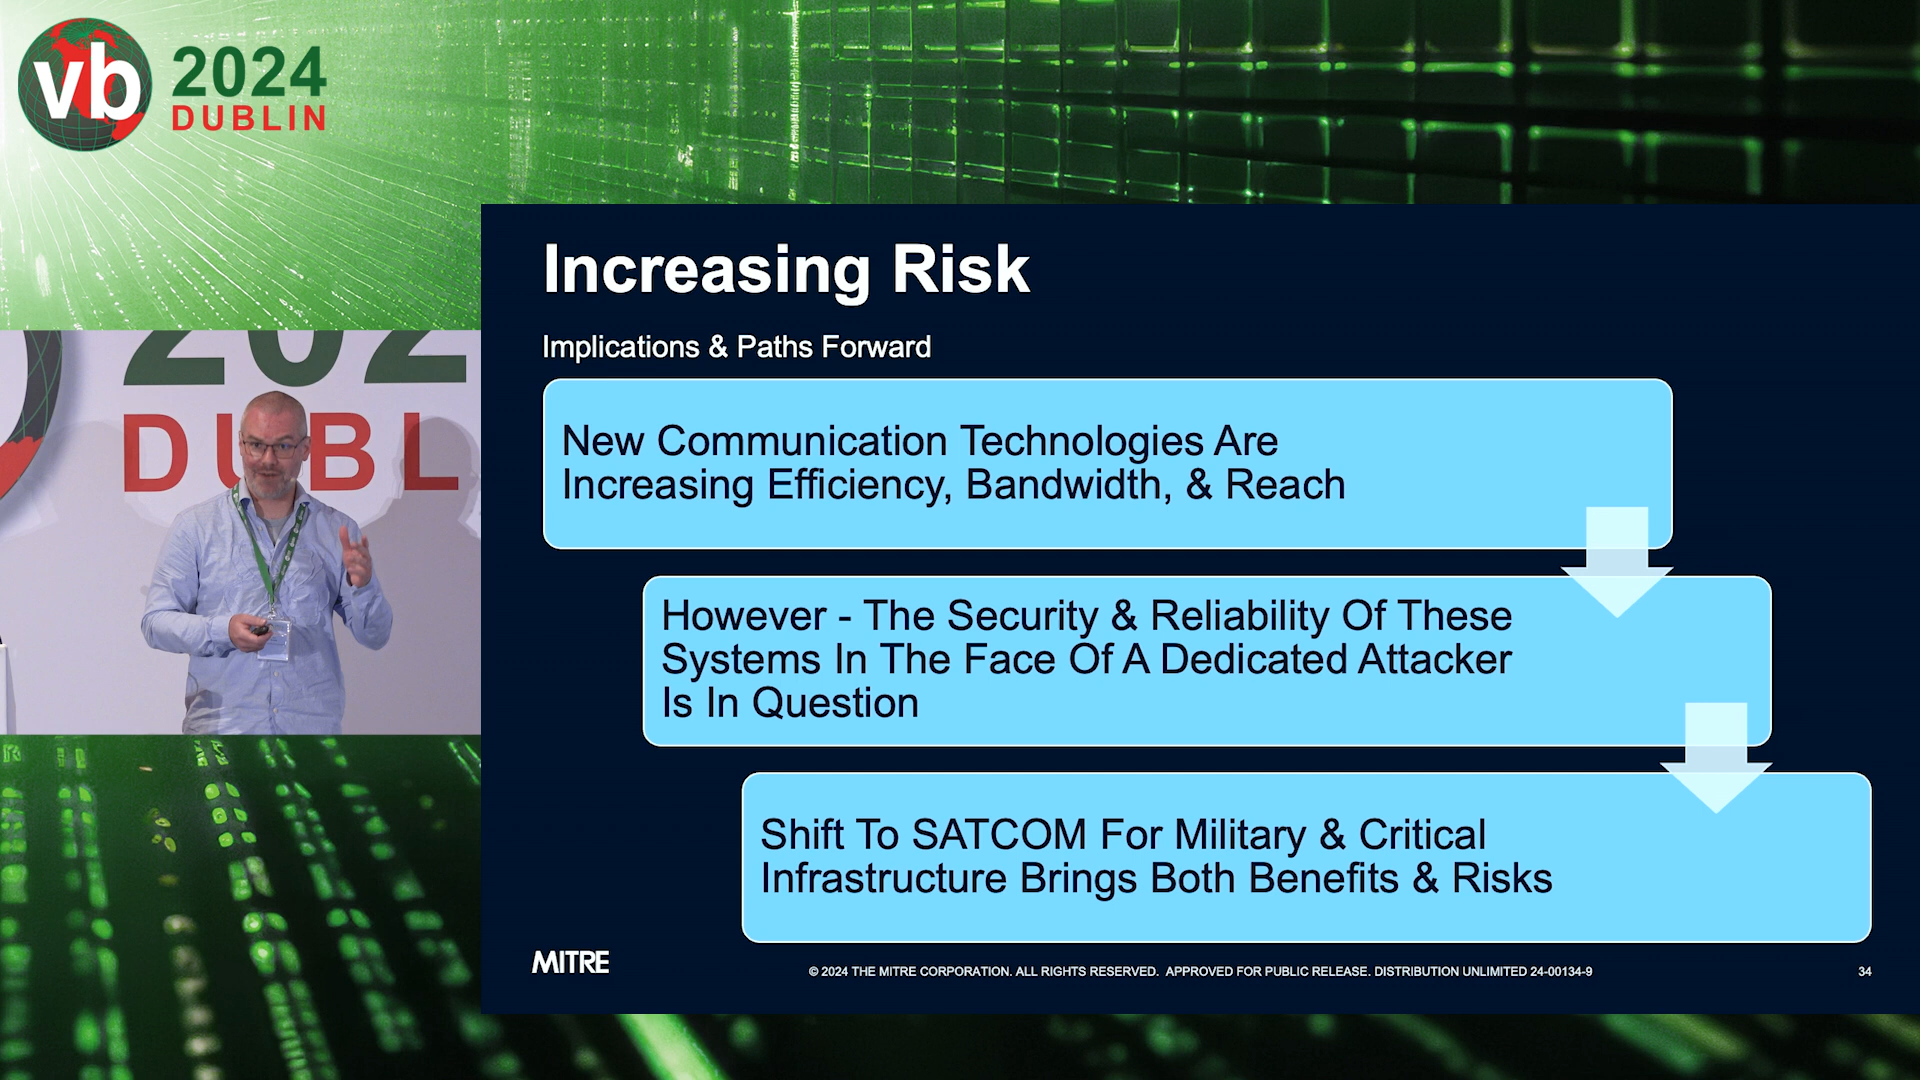 vb 2024
DUBLIN
202
DUBL
Increasing Risk
Implications & Paths Forward
New Communication Technologies Are
Increasing Efficiency, Bandwidth, & Reach
However - The Security & Reliability Of These
Systems In The Face Of A Dedicated Attacker
Is In Question
Shift To SATCOM For Military & Critical
Infrastructure Brings Both Benefits & Risks
MITRE
© 2024 THE MITRE CORPORATION. ALL RIGHTS RESERVED. APPROVED FOR PUBLIC RELEASE. DISTRIBUTION UNLIMITED 24-00134-9
34